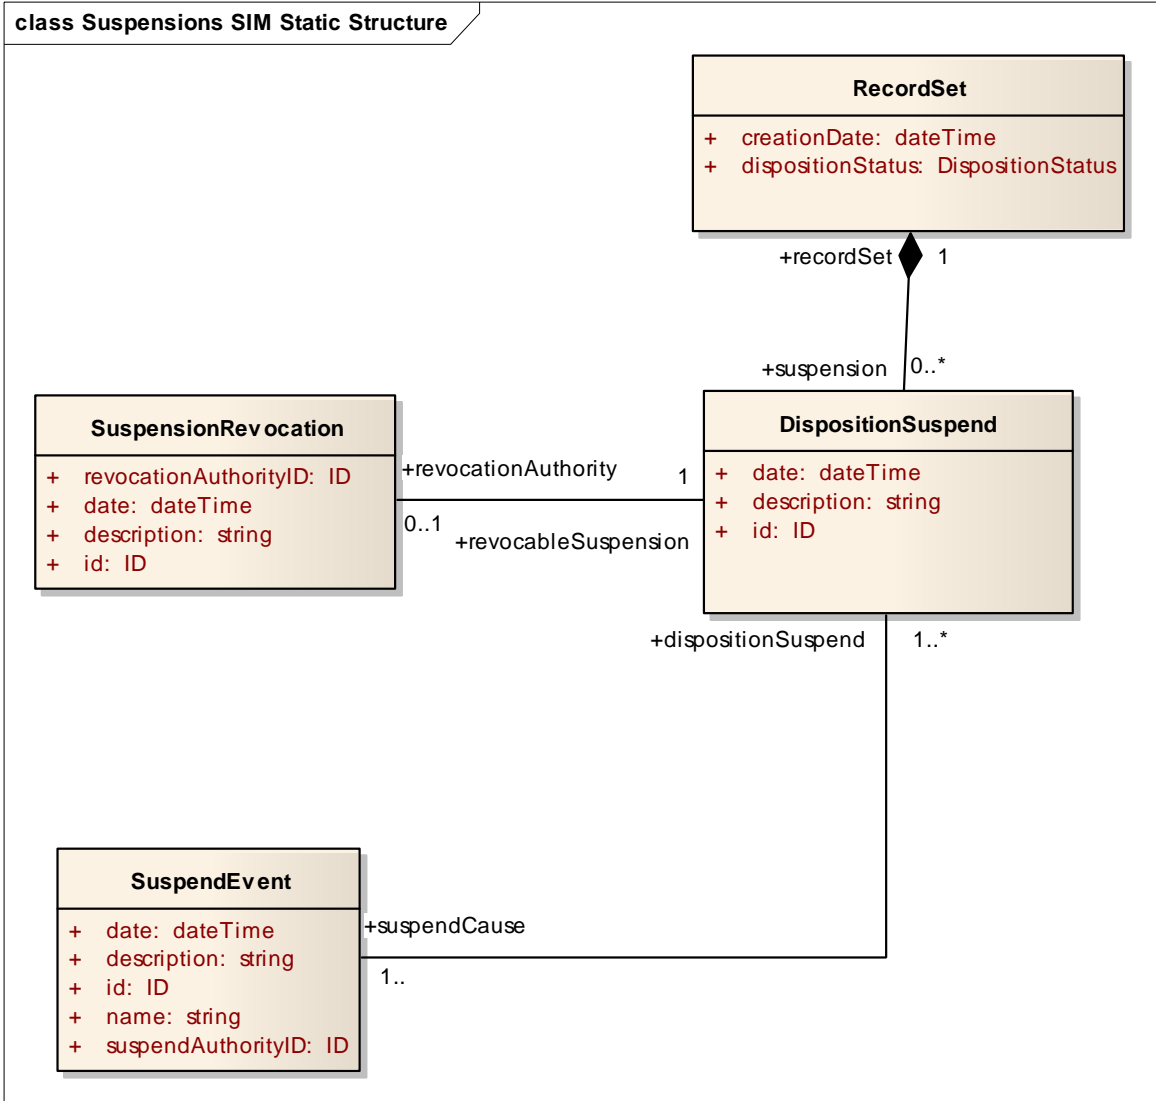 class Suspensions SIM Static Structure
RecordSet
+ creationDate: dateTime
+ dispositionStatus: DispositionStatus
+recordSet 1
+suspension 0..*
SuspensionRevocation
+ revocationAuthorityID: ID
+ date: dateTime
+ description: string
+ id: ID
+revocationAuthority 1
0..1
+revocableSuspension
DispositionSuspend
+ date: dateTime
+ description: string
+ id: ID
+dispositionSuspend 1..*
SuspendEvent
+ date: dateTime
+ description: string
+ id: ID
+ name: string
+ suspendAuthorityID: ID
+suspendCause
1..